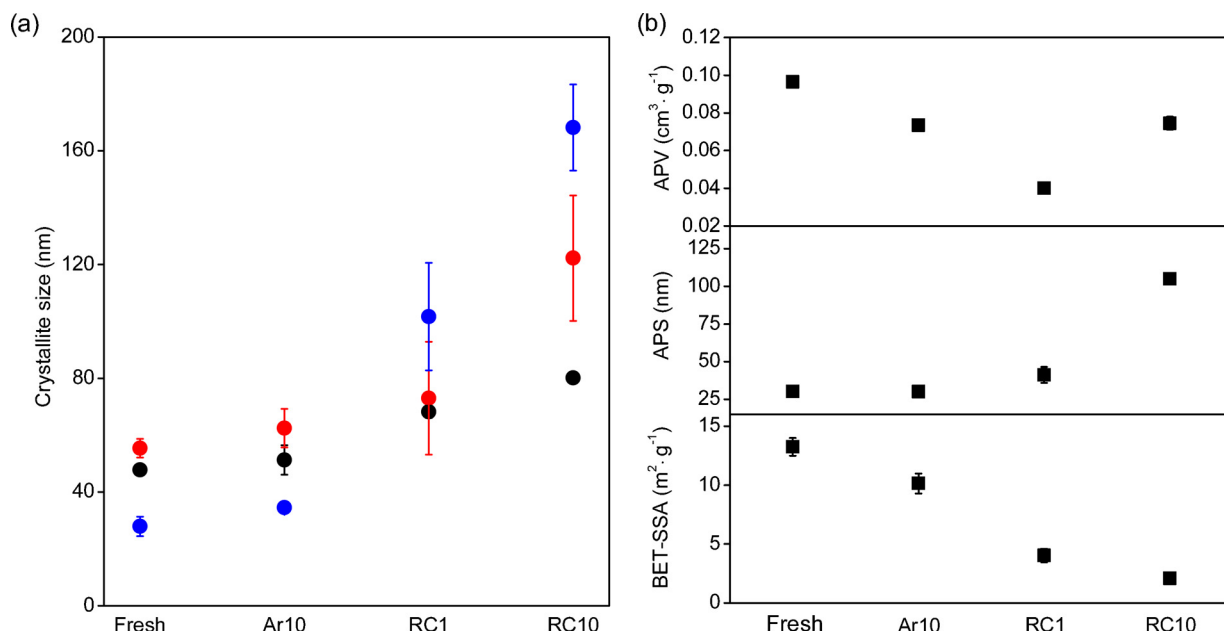 (a)
200
160
120
80
40
0
Crystallite size (nm)
Fresh Ar10 RC1 RC10
(b)
0.12
0.10
0.08
0.06
0.04
0.02
APV (cm³· g⁻¹)
125
100
75
50
25
APS (nm)
15
10
5
0
BET-SSA (m²· g⁻¹)
Fresh Ar10 RC1 RC10